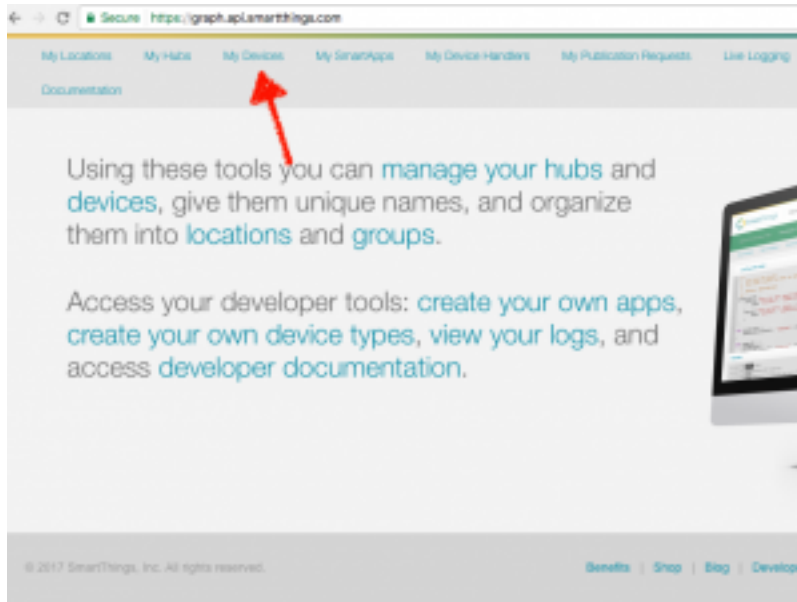 Secure https://graph.api.smartthings.com
My Locations My Hubs My Devices My SmartApps My Device Handlers My Publication Requests Live Logging
Documentation
Using these tools you can manage your hubs and
devices, give them unique names, and organize
them into locations and groups.
Access your developer tools: create your own apps,
create your own device types, view your logs, and
access developer documentation.
© 2017 SmartThings, Inc. All rights reserved. Benefits | Shop | Blog | Develop